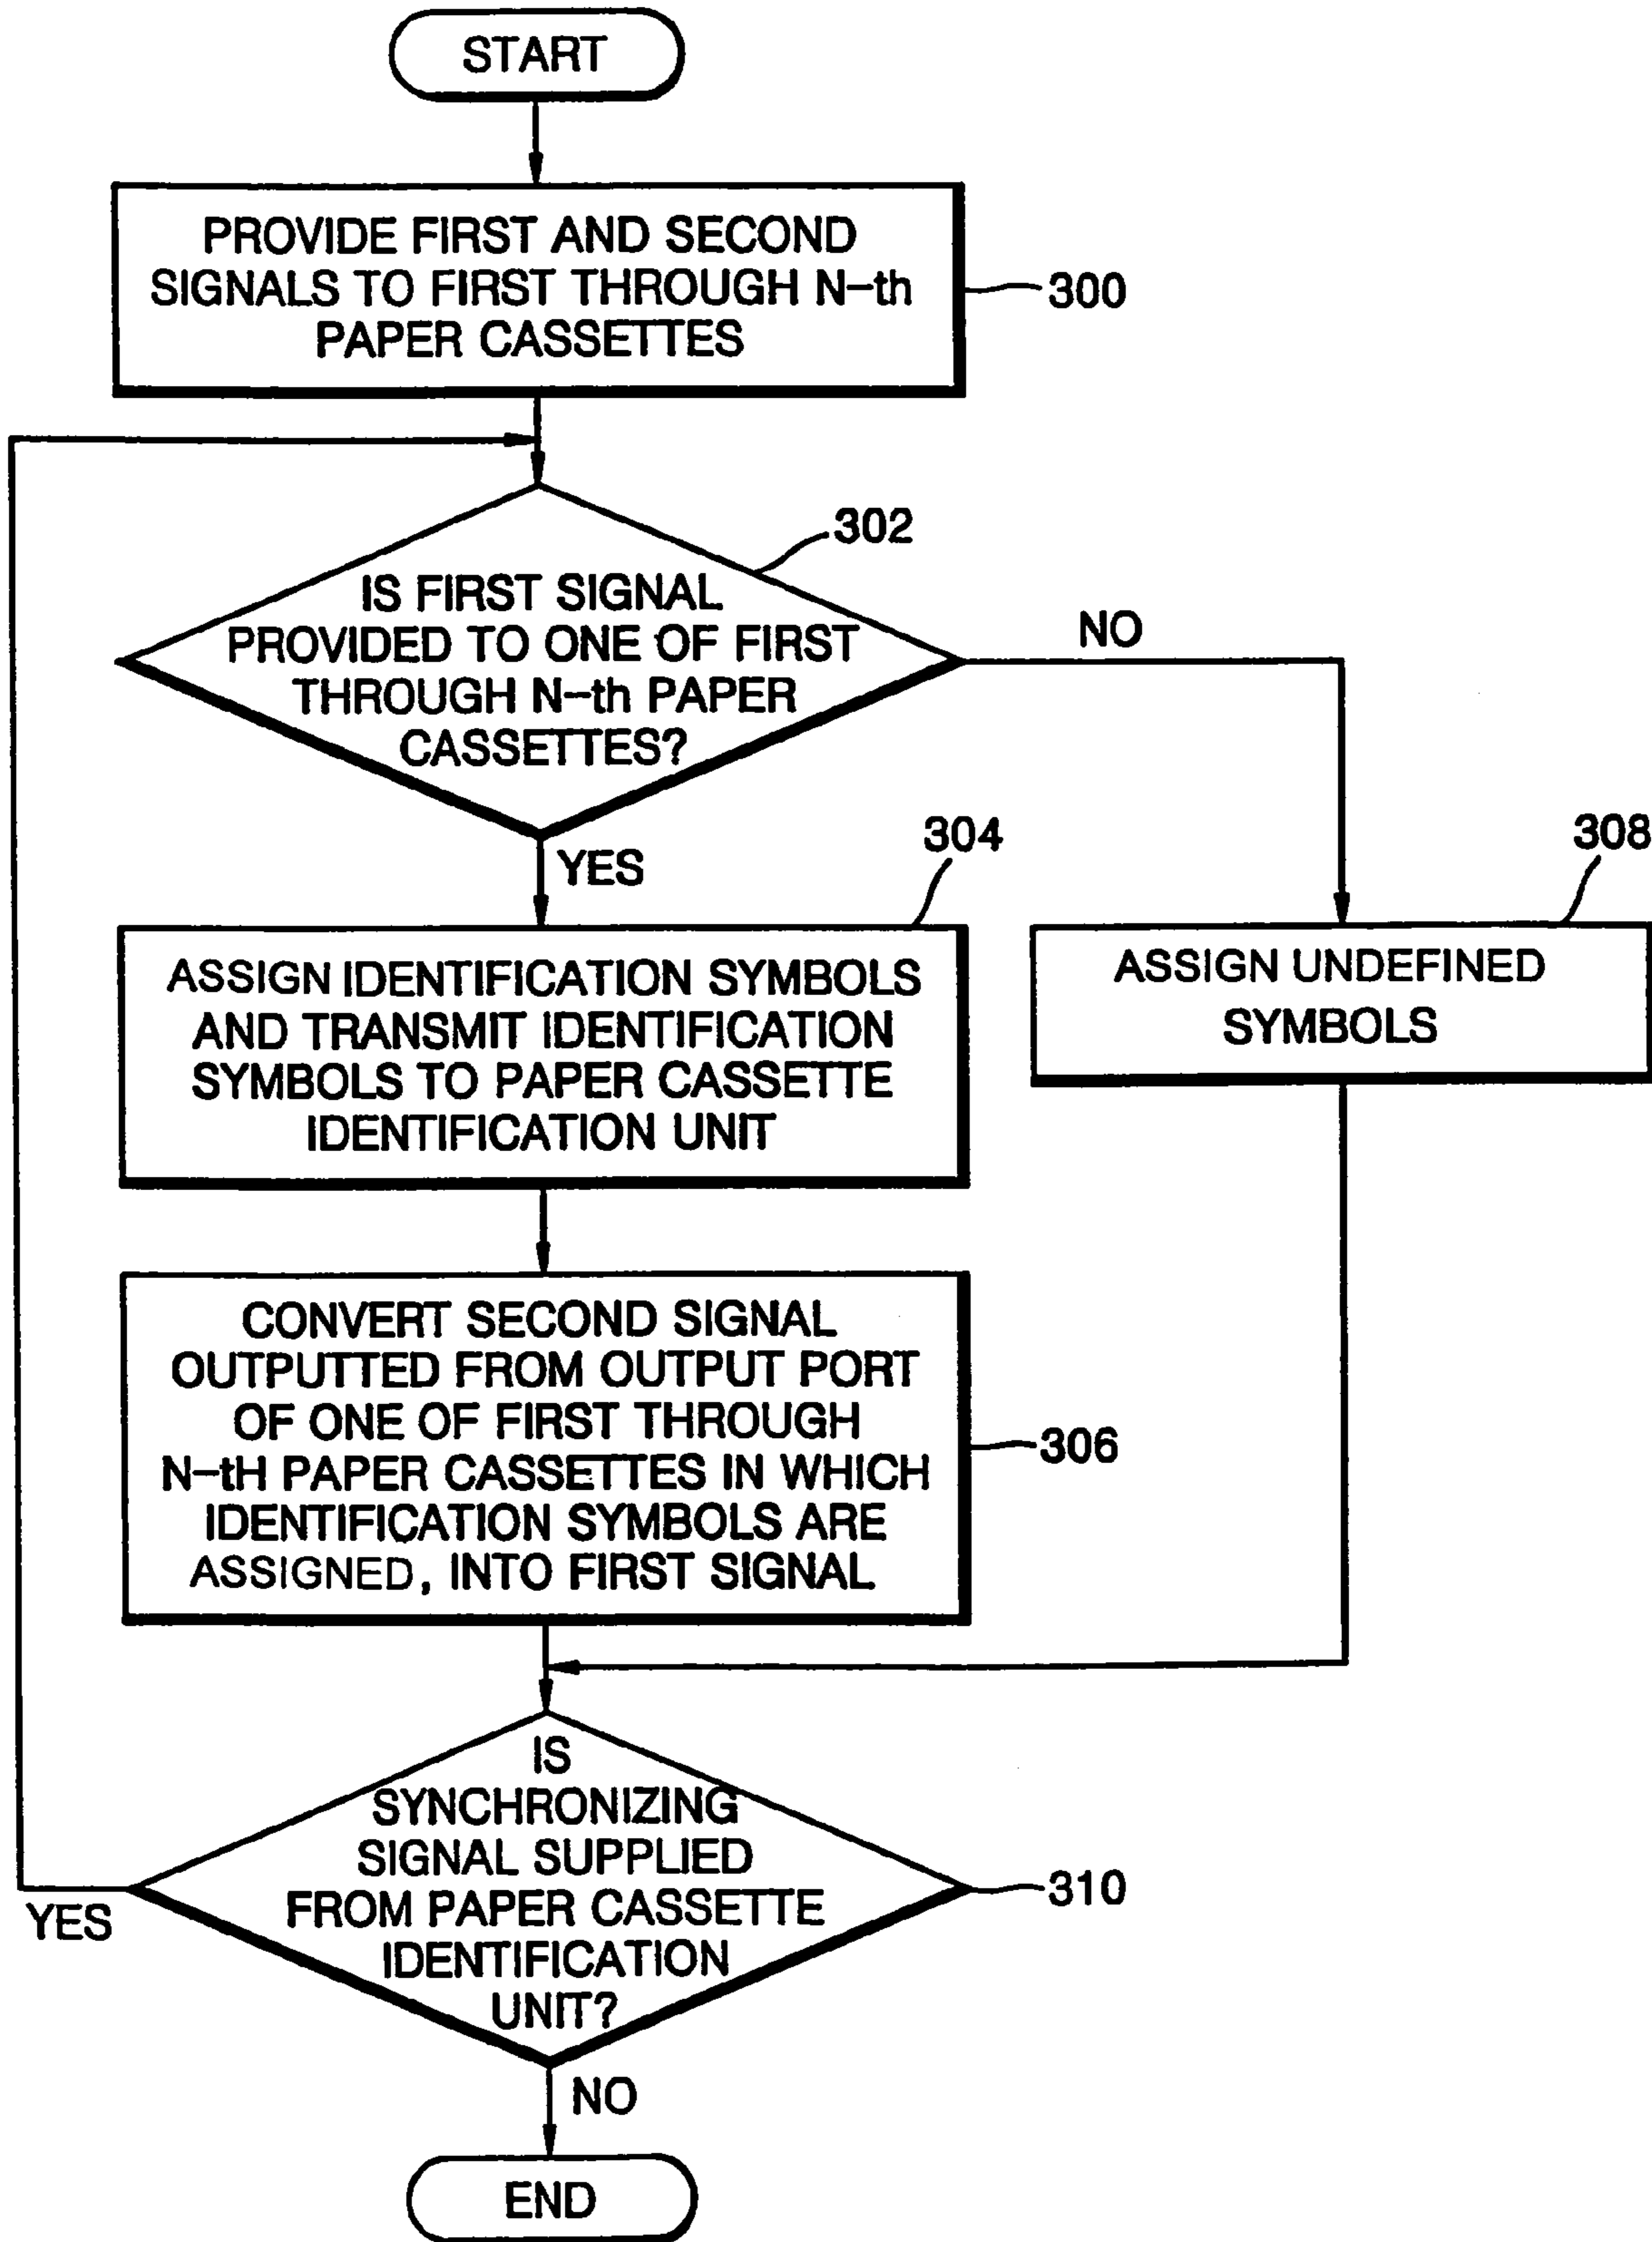 START
PROVIDE FIRST AND SECOND
SIGNALS TO FIRST THROUGH N-th
PAPER CASSETTES
300
302
IS FIRST SIGNAL
PROVIDED TO ONE OF FIRST
THROUGH N-th PAPER
CASSETTES?
NO
YES
304
308
ASSIGN IDENTIFICATION SYMBOLS
AND TRANSMIT IDENTIFICATION
SYMBOLS TO PAPER CASSETTE
IDENTIFICATION UNIT
ASSIGN UNDEFINED
SYMBOLS
CONVERT SECOND SIGNAL
OUTPUTTED FROM OUTPUT PORT
OF ONE OF FIRST THROUGH
N-tH PAPER CASSETTES IN WHICH
IDENTIFICATION SYMBOLS ARE
ASSIGNED, INTO FIRST SIGNAL
306
IS
SYNCHRONIZING
SIGNAL SUPPLIED
FROM PAPER CASSETTE
IDENTIFICATION
UNIT?
310
YES
NO
END